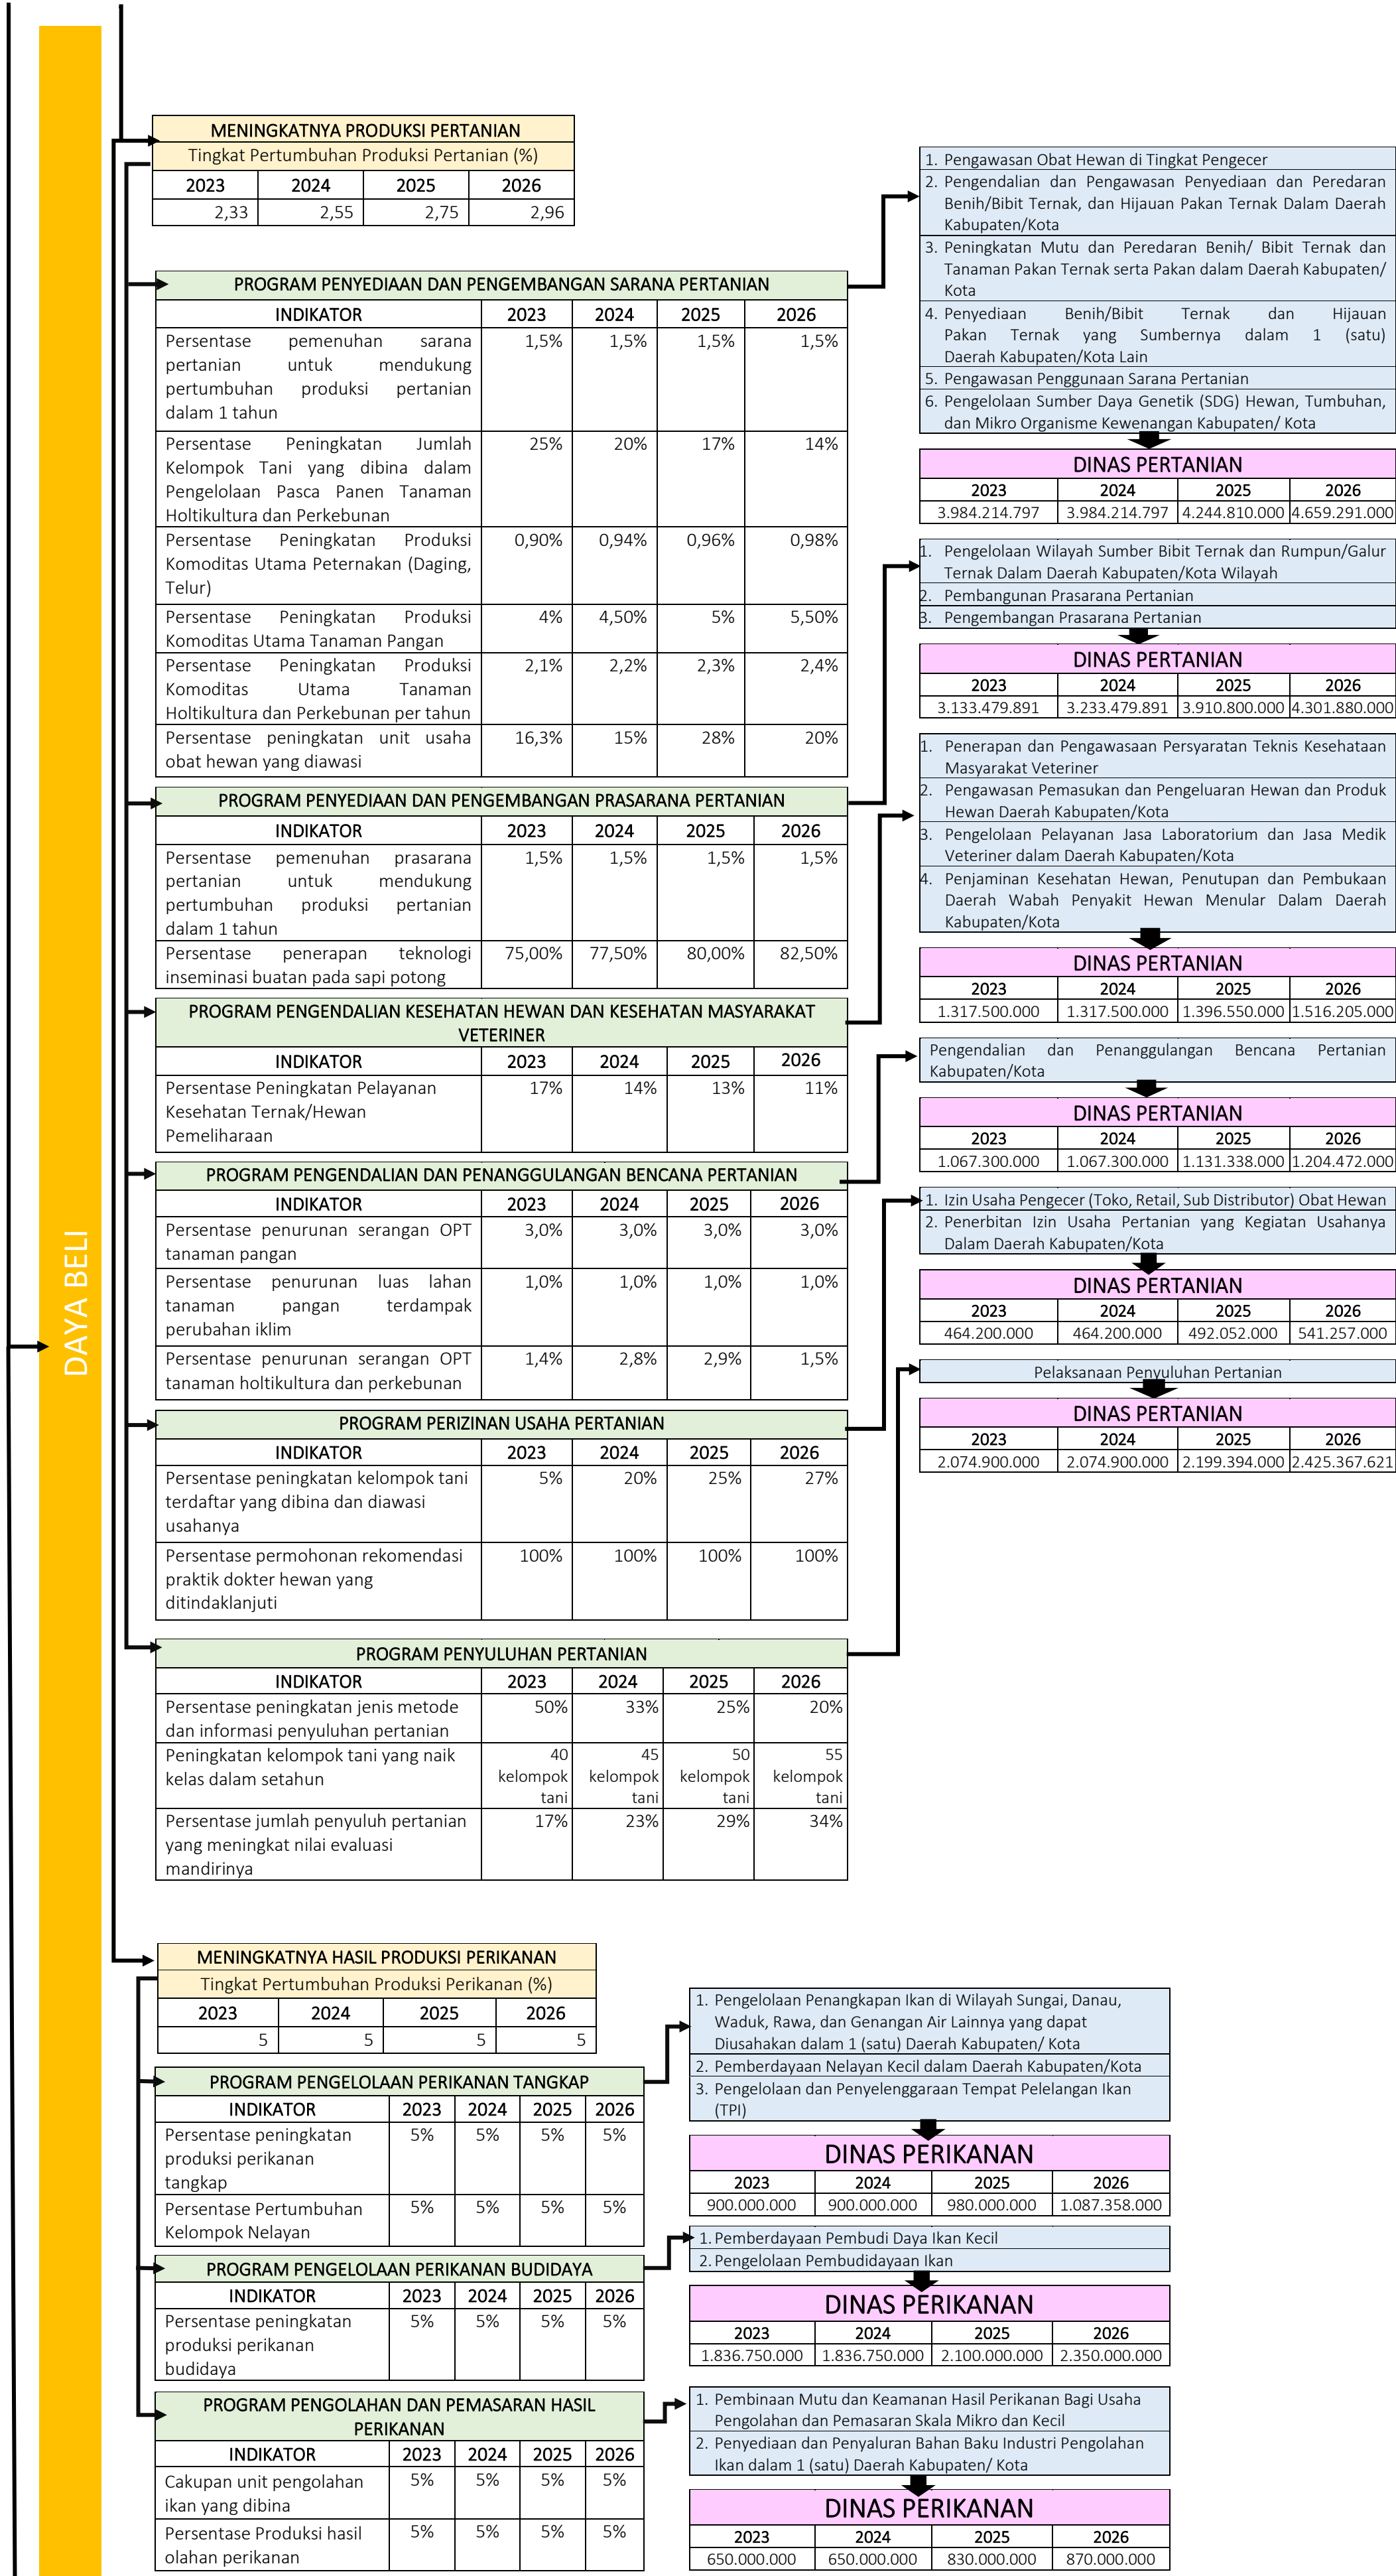 DAYA BELI
MENINGKATNYA PRODUKSI PERTANIAN
Tingkat Pertumbuhan Produksi Pertanian (%)
2023 2024 2025 2026
2,33 2,55 2,75 2,96
PROGRAM PENYEDIAAN DAN PENGEMBANGAN SARANA PERTANIAN
INDIKATOR 2023 2024 2025 2026
Persentase pemenuhan sarana 1,5% 1,5% 1,5% 1,5%
pertanian untuk mendukung
pertumbuhan produksi pertanian
dalam 1 tahun
Persentase Peningkatan Jumlah 25% 20% 17% 14%
Kelompok Tani yang dibina dalam
Pengelolaan Pasca Panen Tanaman
Holtikultura dan Perkebunan
Persentase Peningkatan Produksi 0,90% 0,94% 0,96% 0,98%
Komoditas Utama Peternakan (Daging,
Telur)
Persentase Peningkatan Produksi 4% 4,50% 5% 5,50%
Komoditas Utama Tanaman Pangan
Persentase Peningkatan Produksi 2,1% 2,2% 2,3% 2,4%
Komoditas Utama Tanaman
Holtikultura dan Perkebunan per tahun
Persentase peningkatan unit usaha 16,3% 15% 28% 20%
obat hewan yang diawasi
PROGRAM PENYEDIAAN DAN PENGEMBANGAN PRASARANA PERTANIAN
INDIKATOR 2023 2024 2025 2026
Persentase pemenuhan prasarana 1,5% 1,5% 1,5% 1,5%
pertanian untuk mendukung
pertumbuhan produksi pertanian
dalam 1 tahun
Persentase penerapan teknologi 75,00% 77,50% 80,00% 82,50%
inseminasi buatan pada sapi potong
PROGRAM PENGENDALIAN KESEHATAN HEWAN DAN KESEHATAN MASYARAKAT
VETERINER
INDIKATOR 2023 2024 2025 2026
Persentase Peningkatan Pelayanan 17% 14% 13% 11%
Kesehatan Ternak/Hewan
Pemeliharaan
PROGRAM PENGENDALIAN DAN PENANGGULANGAN BENCANA PERTANIAN
INDIKATOR 2023 2024 2025 2026
Persentase penurunan serangan OPT 3,0% 3,0% 3,0% 3,0%
tanaman pangan
Persentase penurunan luas lahan 1,0% 1,0% 1,0% 1,0%
tanaman pangan terdampak
perubahan iklim
Persentase penurunan serangan OPT 1,4% 2,8% 2,9% 1,5%
tanaman holtikultura dan perkebunan
PROGRAM PERIZINAN USAHA PERTANIAN
INDIKATOR 2023 2024 2025 2026
Persentase peningkatan kelompok tani 5% 20% 25% 27%
terdaftar yang dibina dan diawasi
usahanya
Persentase permohonan rekomendasi 100% 100% 100% 100%
praktik dokter hewan yang
ditindaklanjuti
PROGRAM PENYULUHAN PERTANIAN
INDIKATOR 2023 2024 2025 2026
Persentase peningkatan jenis metode 50% 33% 25% 20%
dan informasi penyuluhan pertanian
Peningkatan kelompok tani yang naik 40 45 50 55
kelas dalam setahun kelompok kelompok kelompok kelompok
tani tani tani tani
Persentase jumlah penyuluh pertanian 17% 23% 29% 34%
yang meningkat nilai evaluasi
mandirinya
1. Pengawasan Obat Hewan di Tingkat Pengecer
2. Pengendalian dan Pengawasan Penyediaan dan Peredaran
Benih/Bibit Ternak, dan Hijauan Pakan Ternak Dalam Daerah
Kabupaten/Kota
3. Peningkatan Mutu dan Peredaran Benih/ Bibit Ternak dan
Tanaman Pakan Ternak serta Pakan dalam Daerah Kabupaten/
Kota
4. Penyediaan Benih/Bibit Ternak dan Hijauan
Pakan Ternak yang Sumbernya dalam 1 (satu)
Daerah Kabupaten/Kota Lain
5. Pengawasan Penggunaan Sarana Pertanian
6. Pengelolaan Sumber Daya Genetik (SDG) Hewan, Tumbuhan,
dan Mikro Organisme Kewenangan Kabupaten/ Kota
DINAS PERTANIAN
2023 2024 2025 2026
3.984.214.797 3.984.214.797 4.244.810.000 4.659.291.000
1. Pengelolaan Wilayah Sumber Bibit Ternak dan Rumpun/Galur
Ternak Dalam Daerah Kabupaten/Kota Wilayah
2. Pembangunan Prasarana Pertanian
3. Pengembangan Prasarana Pertanian
DINAS PERTANIAN
2023 2024 2025 2026
3.133.479.891 3.233.479.891 3.910.800.000 4.301.880.000
1. Penerapan dan Pengawasaan Persyaratan Teknis Kesehataan
Masyarakat Veteriner
2. Pengawasan Pemasukan dan Pengeluaran Hewan dan Produk
Hewan Daerah Kabupaten/Kota
3. Pengelolaan Pelayanan Jasa Laboratorium dan Jasa Medik
Veteriner dalam Daerah Kabupaten/Kota
4. Penjaminan Kesehatan Hewan, Penutupan dan Pembukaan
Daerah Wabah Penyakit Hewan Menular Dalam Daerah
Kabupaten/Kota
DINAS PERTANIAN
2023 2024 2025 2026
1.317.500.000 1.317.500.000 1.396.550.000 1.516.205.000
Pengendalian dan Penanggulangan Bencana Pertanian
Kabupaten/Kota
DINAS PERTANIAN
2023 2024 2025 2026
1.067.300.000 1.067.300.000 1.131.338.000 1.204.472.000
1. Izin Usaha Pengecer (Toko, Retail, Sub Distributor) Obat Hewan
2. Penerbitan Izin Usaha Pertanian yang Kegiatan Usahanya
Dalam Daerah Kabupaten/Kota
DINAS PERTANIAN
2023 2024 2025 2026
464.200.000 464.200.000 492.052.000 541.257.000
Pelaksanaan Penyuluhan Pertanian
DINAS PERTANIAN
2023 2024 2025 2026
2.074.900.000 2.074.900.000 2.199.394.000 2.425.367.621
MENINGKATNYA HASIL PRODUKSI PERIKANAN
Tingkat Pertumbuhan Produksi Perikanan (%)
2023 2024 2025 2026
5 5 5 5
PROGRAM PENGELOLAAN PERIKANAN TANGKAP
INDIKATOR 2023 2024 2025 2026
Persentase peningkatan 5% 5% 5% 5%
produksi perikanan
tangkap
Persentase Pertumbuhan 5% 5% 5% 5%
Kelompok Nelayan
PROGRAM PENGELOLAAN PERIKANAN BUDIDAYA
INDIKATOR 2023 2024 2025 2026
Persentase peningkatan 5% 5% 5% 5%
produksi perikanan
budidaya
PROGRAM PENGOLAHAN DAN PEMASARAN HASIL
PERIKANAN
INDIKATOR 2023 2024 2025 2026
Cakupan unit pengolahan 5% 5% 5% 5%
ikan yang dibina
Persentase Produksi hasil 5% 5% 5% 5%
olahan perikanan
1. Pengelolaan Penangkapan Ikan di Wilayah Sungai, Danau,
Waduk, Rawa, dan Genangan Air Lainnya yang dapat
Diusahakan dalam 1 (satu) Daerah Kabupaten/ Kota
2. Pemberdayaan Nelayan Kecil dalam Daerah Kabupaten/Kota
3. Pengelolaan dan Penyelenggaraan Tempat Pelelangan Ikan
(TPI)
DINAS PERIKANAN
2023 2024 2025 2026
900.000.000 900.000.000 980.000.000 1.087.358.000
1. Pemberdayaan Pembudi Daya Ikan Kecil
2. Pengelolaan Pembudidayaan Ikan
DINAS PERIKANAN
2023 2024 2025 2026
1.836.750.000 1.836.750.000 2.100.000.000 2.350.000.000
1. Pembinaan Mutu dan Keamanan Hasil Perikanan Bagi Usaha
Pengolahan dan Pemasaran Skala Mikro dan Kecil
2. Penyediaan dan Penyaluran Bahan Baku Industri Pengolahan
Ikan dalam 1 (satu) Daerah Kabupaten/ Kota
DINAS PERIKANAN
2023 2024 2025 2026
650.000.000 650.000.000 830.000.000 870.000.000